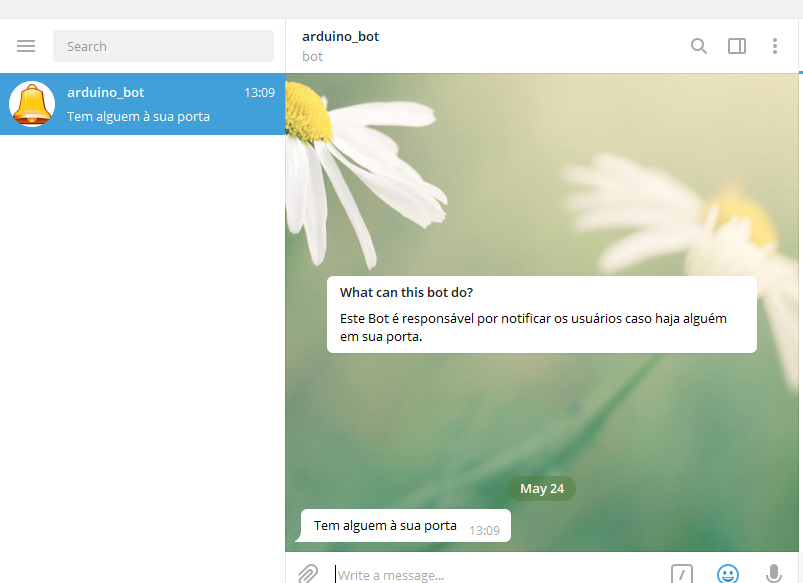 Search
arduino_bot
13:09
Tem alguem à sua porta
arduino_bot
bot
What can this bot do?
Este Bot é responsável por notificar os usuários caso haja alguém
em sua porta.
May 24
Tem alguem à sua porta 13:09
Write a message...